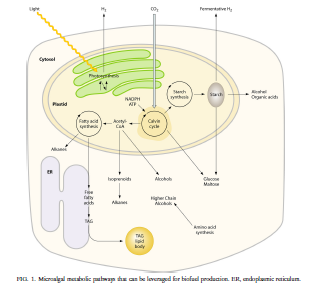 Light
H2
CO2
Fermentative H2
Cytosol
Photosynthesis
Plastid
NADPH
ATP
Starch
synthesis
Starch
Alcohol
Organic acids
Fatty acid
synthesis
Acetyl-
CoA
Calvin
cycle
Alkanes
ER
Isoprenoids
Alcohols
Glucose
Maltose
Free
fatty
acids
Alkanes
Higher Chain
Alcohols
TAG
Amino acid
synthesis
TAG
lipid
body
FIG. 1. Microalgal metabolic pathways that can be leveraged for biofuel production. ER, endoplasmic reticulum.